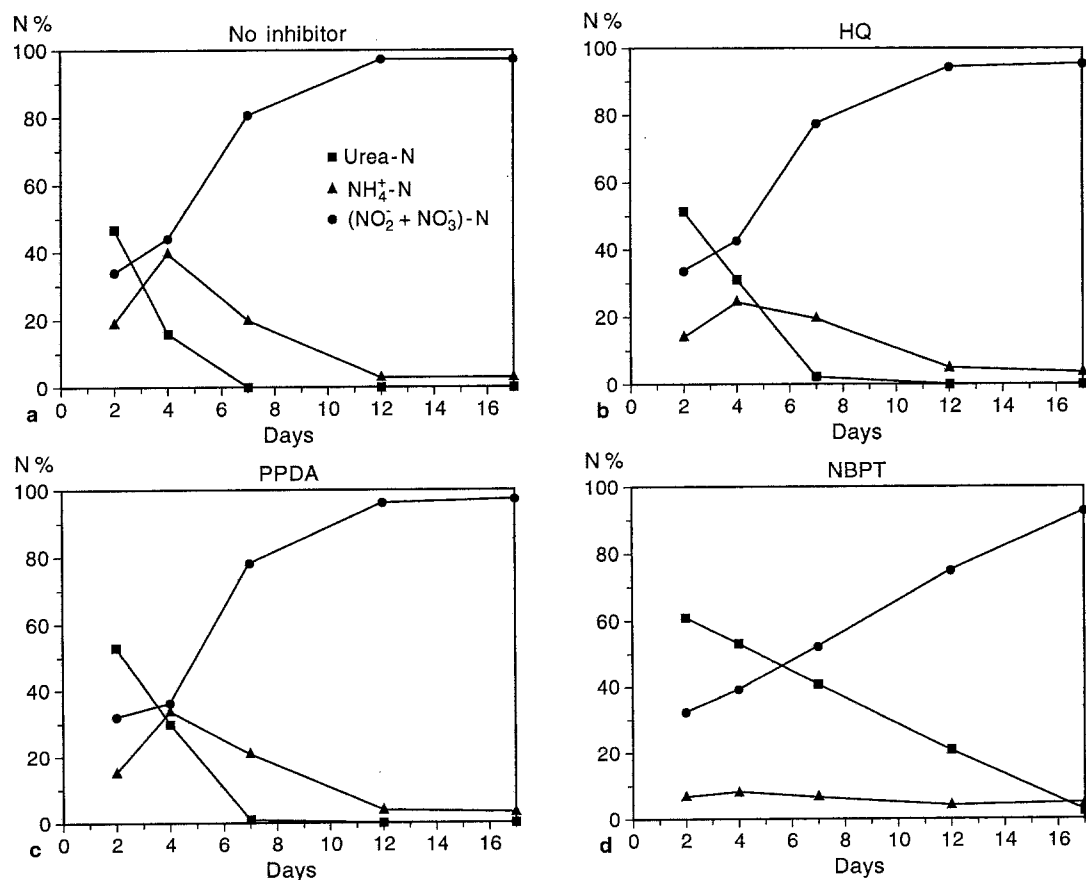 N %
No inhibitor
100
80
60
40
20
0
■ Urea-N
▲ NH₄⁺-N
● (NO₂⁻ + NO₃⁻)-N
0 2 4 6 8 10 12 14 16
a
Days
N %
HQ
100
80
60
40
20
0
0 2 4 6 8 10 12 14 16
b
Days
N %
PPDA
100
80
60
40
20
0
0 2 4 6 8 10 12 14 16
c
Days
N %
NBPT
100
80
60
40
20
0
0 2 4 6 8 10 12 14 16
d
Days